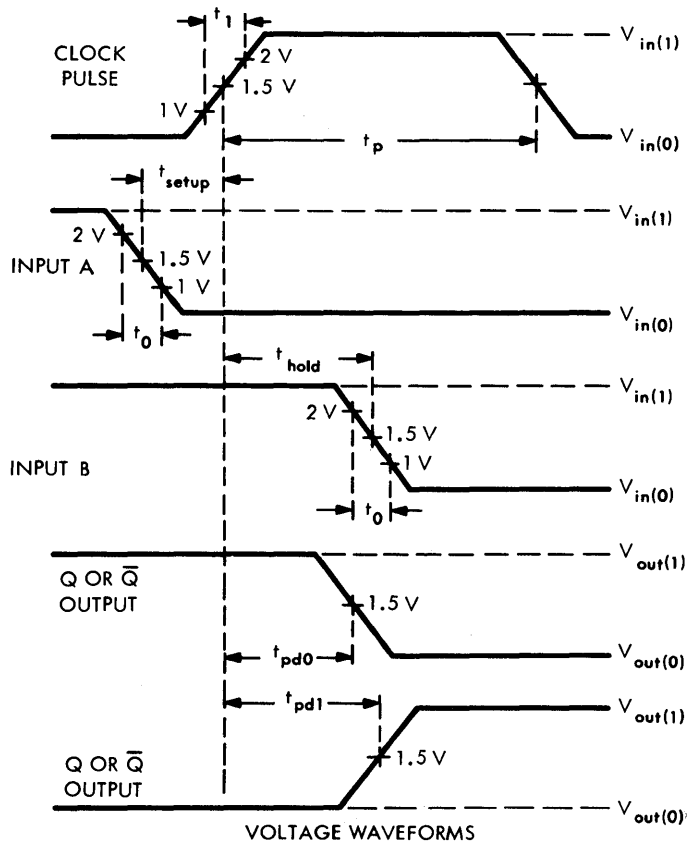 t1
CLOCK
PULSE
2 V
1.5 V
1 V
Vin(1)
tp
Vin(0)
tsetup
Vin(1)
2 V
INPUT A
1.5 V
1 V
Vin(0)
t0
thold
Vin(1)
2 V
1.5 V
INPUT B
1 V
Vin(0)
t0
Vout(1)
Q OR Q̅
OUTPUT
1.5 V
tpd0
Vout(0)
tpd1
Vout(1)
Q OR Q̅
OUTPUT
1.5 V
Vout(0)
VOLTAGE WAVEFORMS